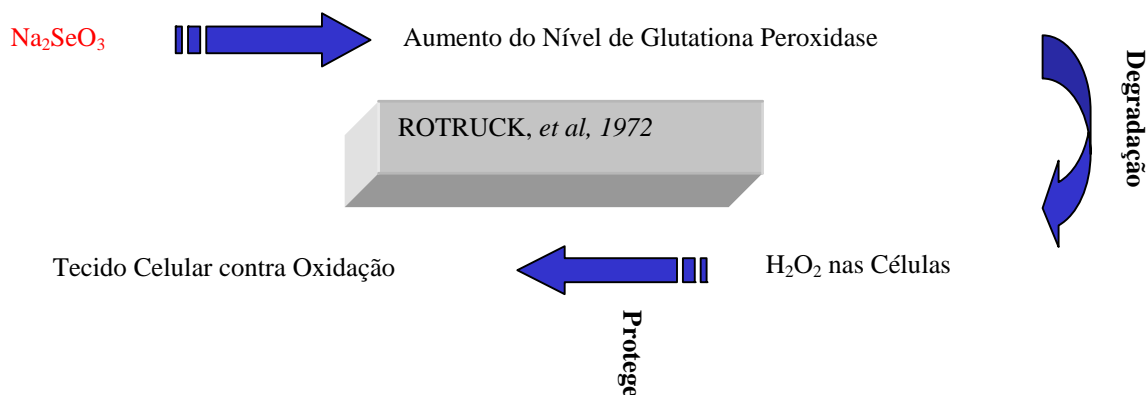 Na₂SeO₃
Aumento do Nível de Glutationa Peroxidase
Degradação
ROTRUCK, et al, 1972
H₂O₂ nas Células
Protege
Tecido Celular contra Oxidação